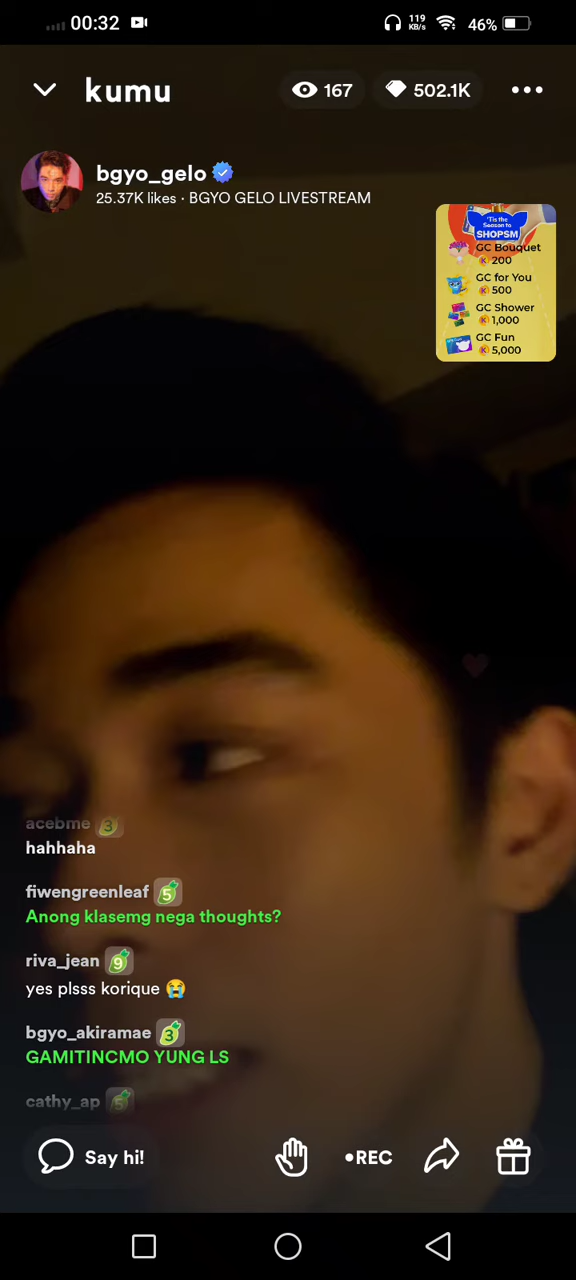 00:32
119
KB/s
46%
kumu
167
502.1K
bgyo_gelo
25.37K likes · BGYO GELO LIVESTREAM
'Tis the
Season to
SHOPSM
GC Bouquet
K 200
GC for You
K 500
GC Shower
K 1,000
GC Fun
K 5,000
acebme 3
hahhaha
fiwengreenleaf 5
Anong klasemg nega thoughts?
riva_jean 9
yes plsss korique 😭
bgyo_akiramae 3
GAMITINCMO YUNG LS
cathy_ap 5
Say hi!
•REC